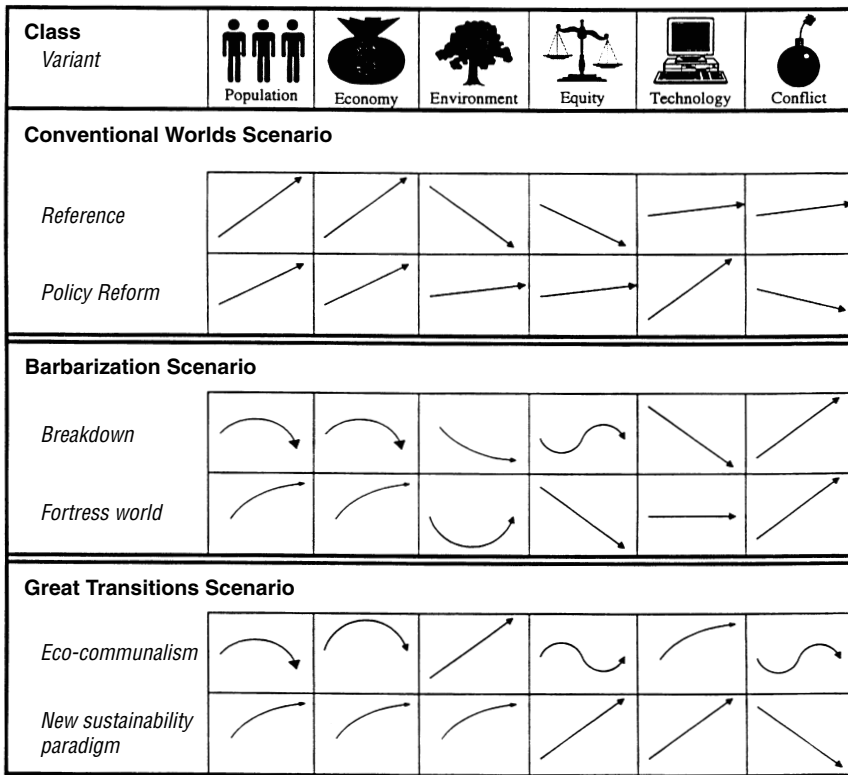 Class
Variant
Population
Economy
Environment
Equity
Technology
Conflict
Conventional Worlds Scenario
Reference
Policy Reform
Barbarization Scenario
Breakdown
Fortress world
Great Transitions Scenario
Eco-communalism
New sustainability
paradigm